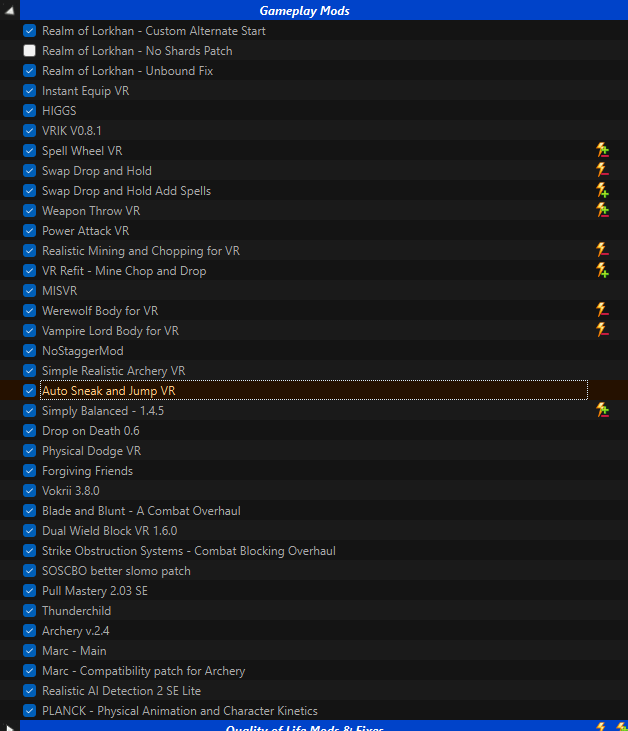 Gameplay Mods
Realm of Lorkhan - Custom Alternate Start
Realm of Lorkhan - No Shards Patch
Realm of Lorkhan - Unbound Fix
Instant Equip VR
HIGGS
VRIK V0.8.1
Spell Wheel VR
Swap Drop and Hold
Swap Drop and Hold Add Spells
Weapon Throw VR
Power Attack VR
Realistic Mining and Chopping for VR
VR Refit - Mine Chop and Drop
MISVR
Werewolf Body for VR
Vampire Lord Body for VR
NoStaggerMod
Simple Realistic Archery VR
Auto Sneak and Jump VR
Simply Balanced - 1.4.5
Drop on Death 0.6
Physical Dodge VR
Forgiving Friends
Vokrii 3.8.0
Blade and Blunt - A Combat Overhaul
Dual Wield Block VR 1.6.0
Strike Obstruction Systems - Combat Blocking Overhaul
SOSCBO better slomo patch
Pull Mastery 2.03 SE
Thunderchild
Archery v.2.4
Marc - Main
Marc - Compatibility patch for Archery
Realistic AI Detection 2 SE Lite
PLANCK - Physical Animation and Character Kinetics
Quality of Life Mods & Fixes